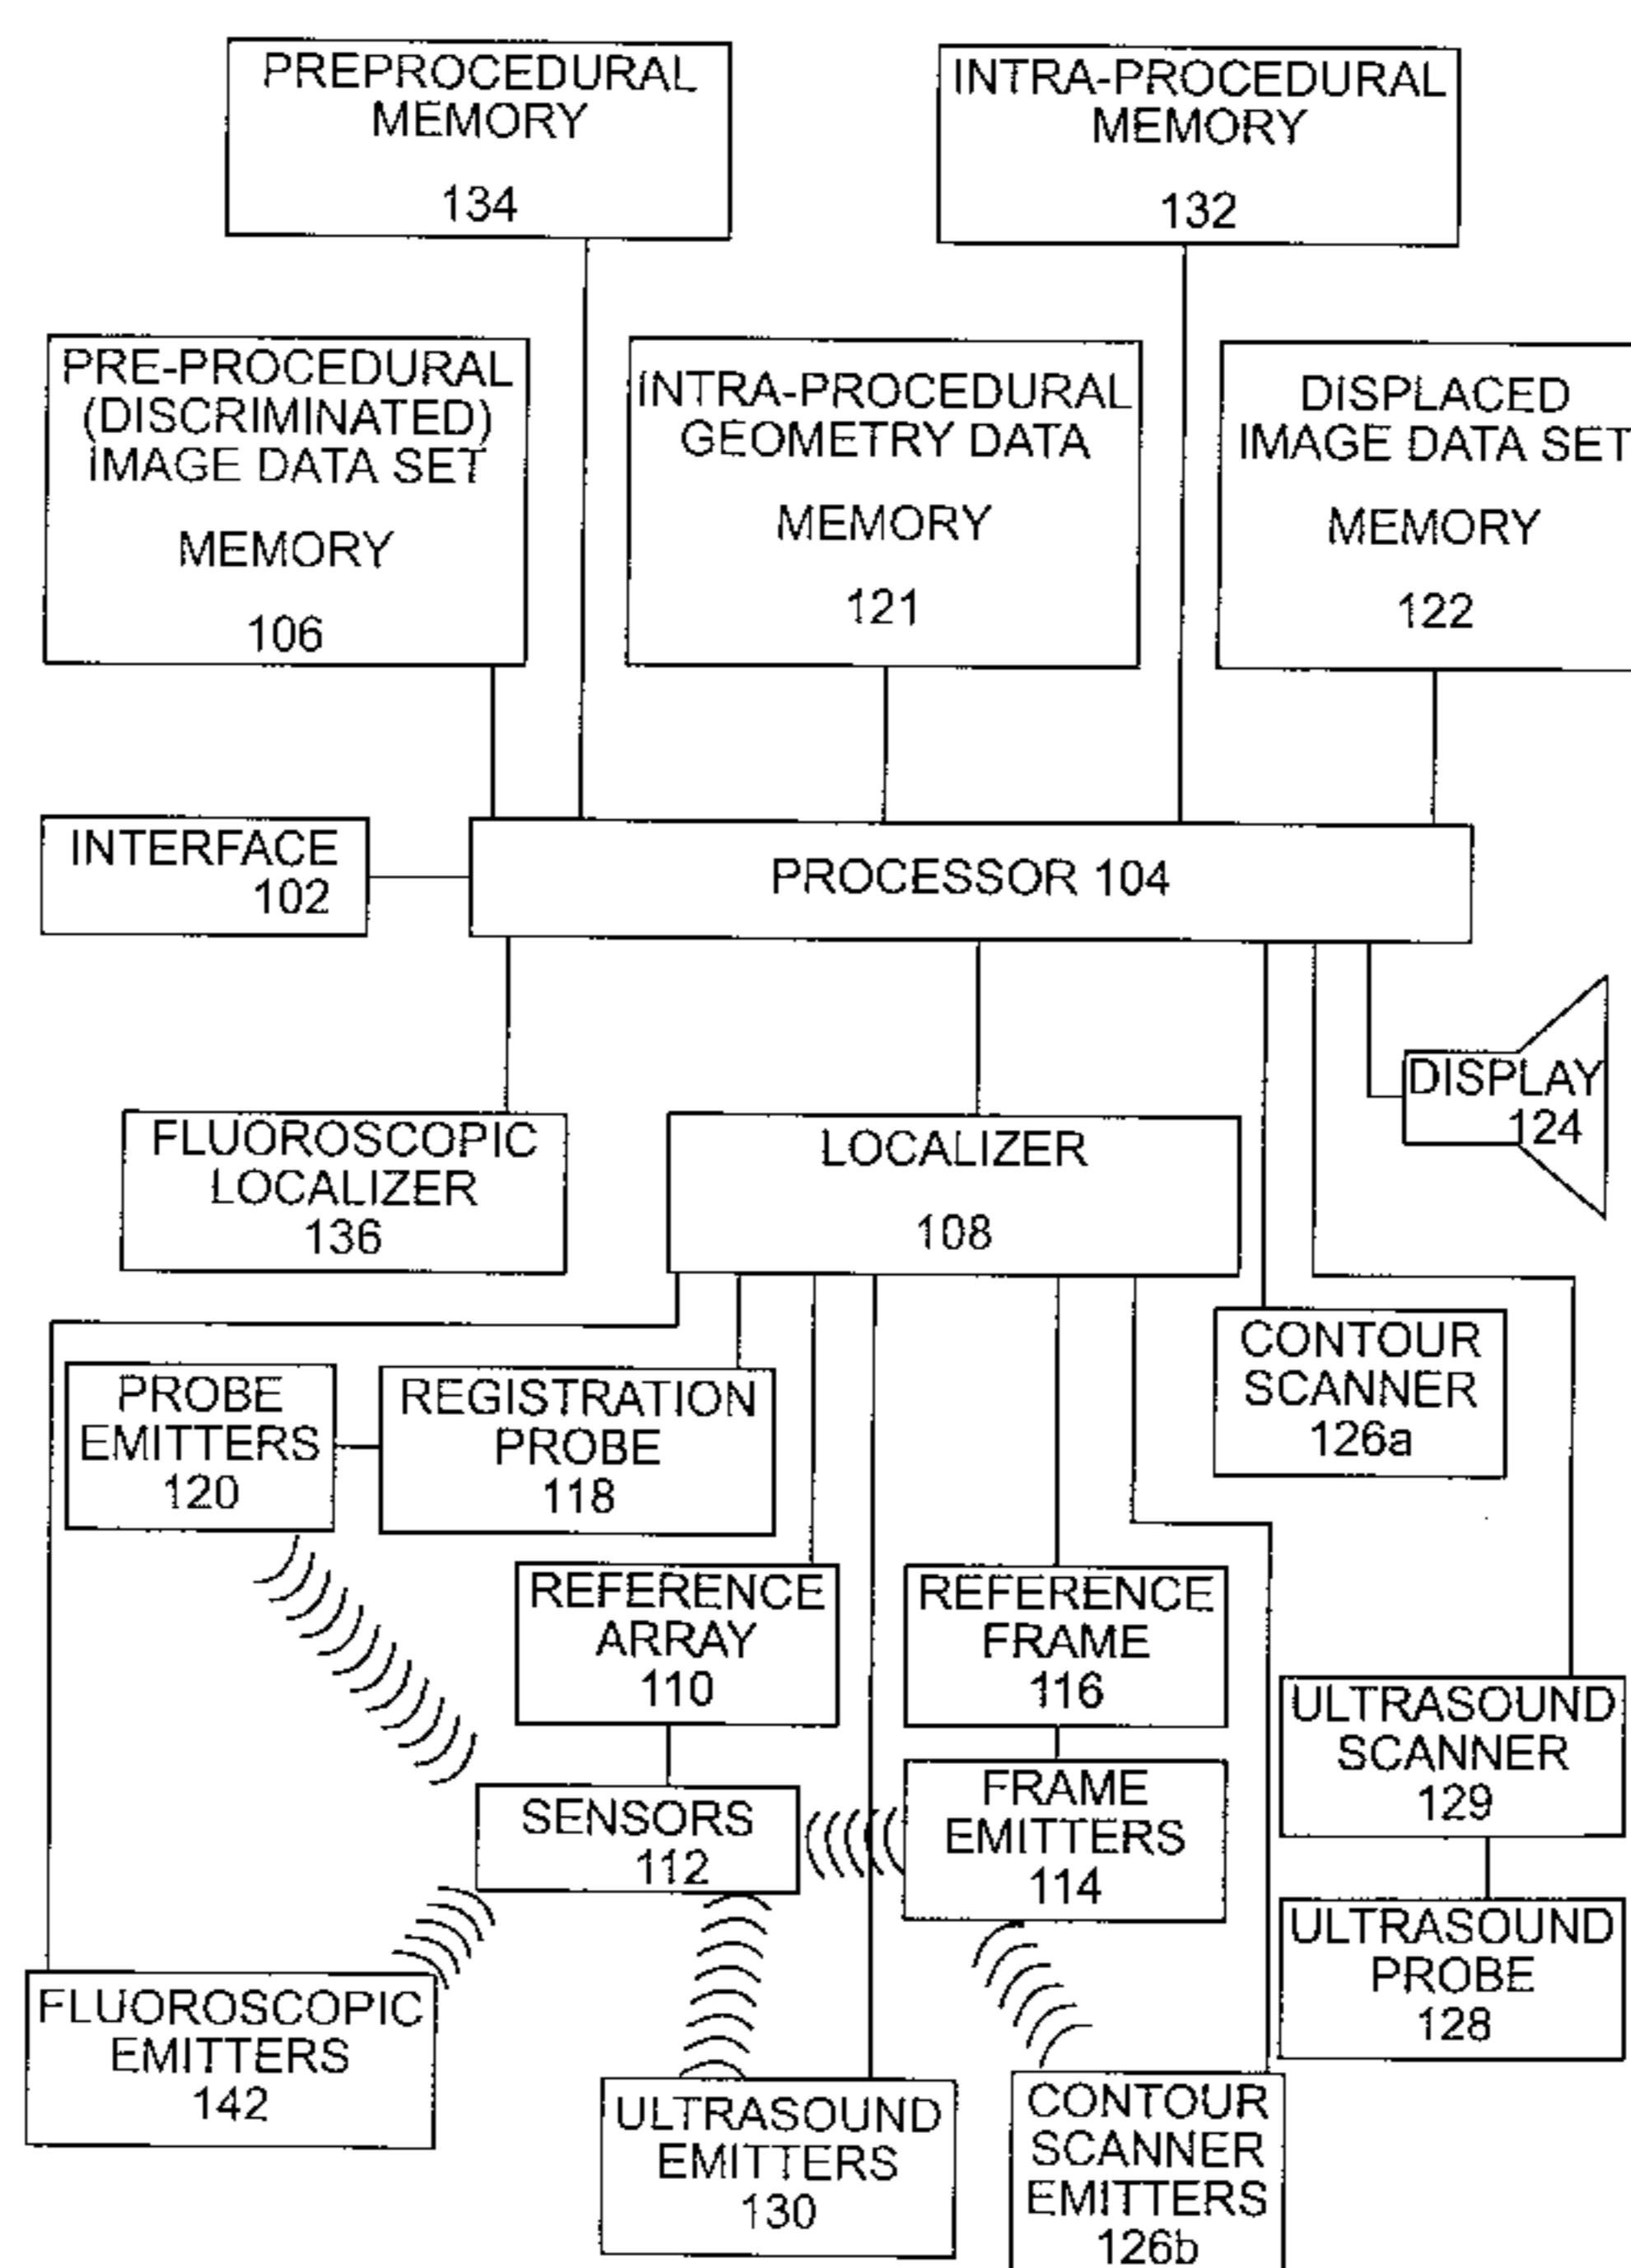 PREPROCEDURAL
MEMORY
134
INTRA-PROCEDURAL
MEMORY
132
PRE-PROCEDURAL
(DISCRIMINATED)
IMAGE DATA SET
MEMORY
106
INTRA-PROCEDURAL
GEOMETRY DATA
MEMORY
121
DISPLACED
IMAGE DATA SET
MEMORY
122
INTERFACE
102
PROCESSOR 104
DISPLAY
124
FLUOROSCOPIC
LOCALIZER
136
LOCALIZER
108
CONTOUR
SCANNER
126a
PROBE
EMITTERS
120
REGISTRATION
PROBE
118
REFERENCE
ARRAY
110
REFERENCE
FRAME
116
ULTRASOUND
SCANNER
129
SENSORS
112
FRAME
EMITTERS
114
ULTRASOUND
PROBE
128
FLUOROSCOPIC
EMITTERS
142
ULTRASOUND
EMITTERS
130
CONTOUR
SCANNER
EMITTERS
126b